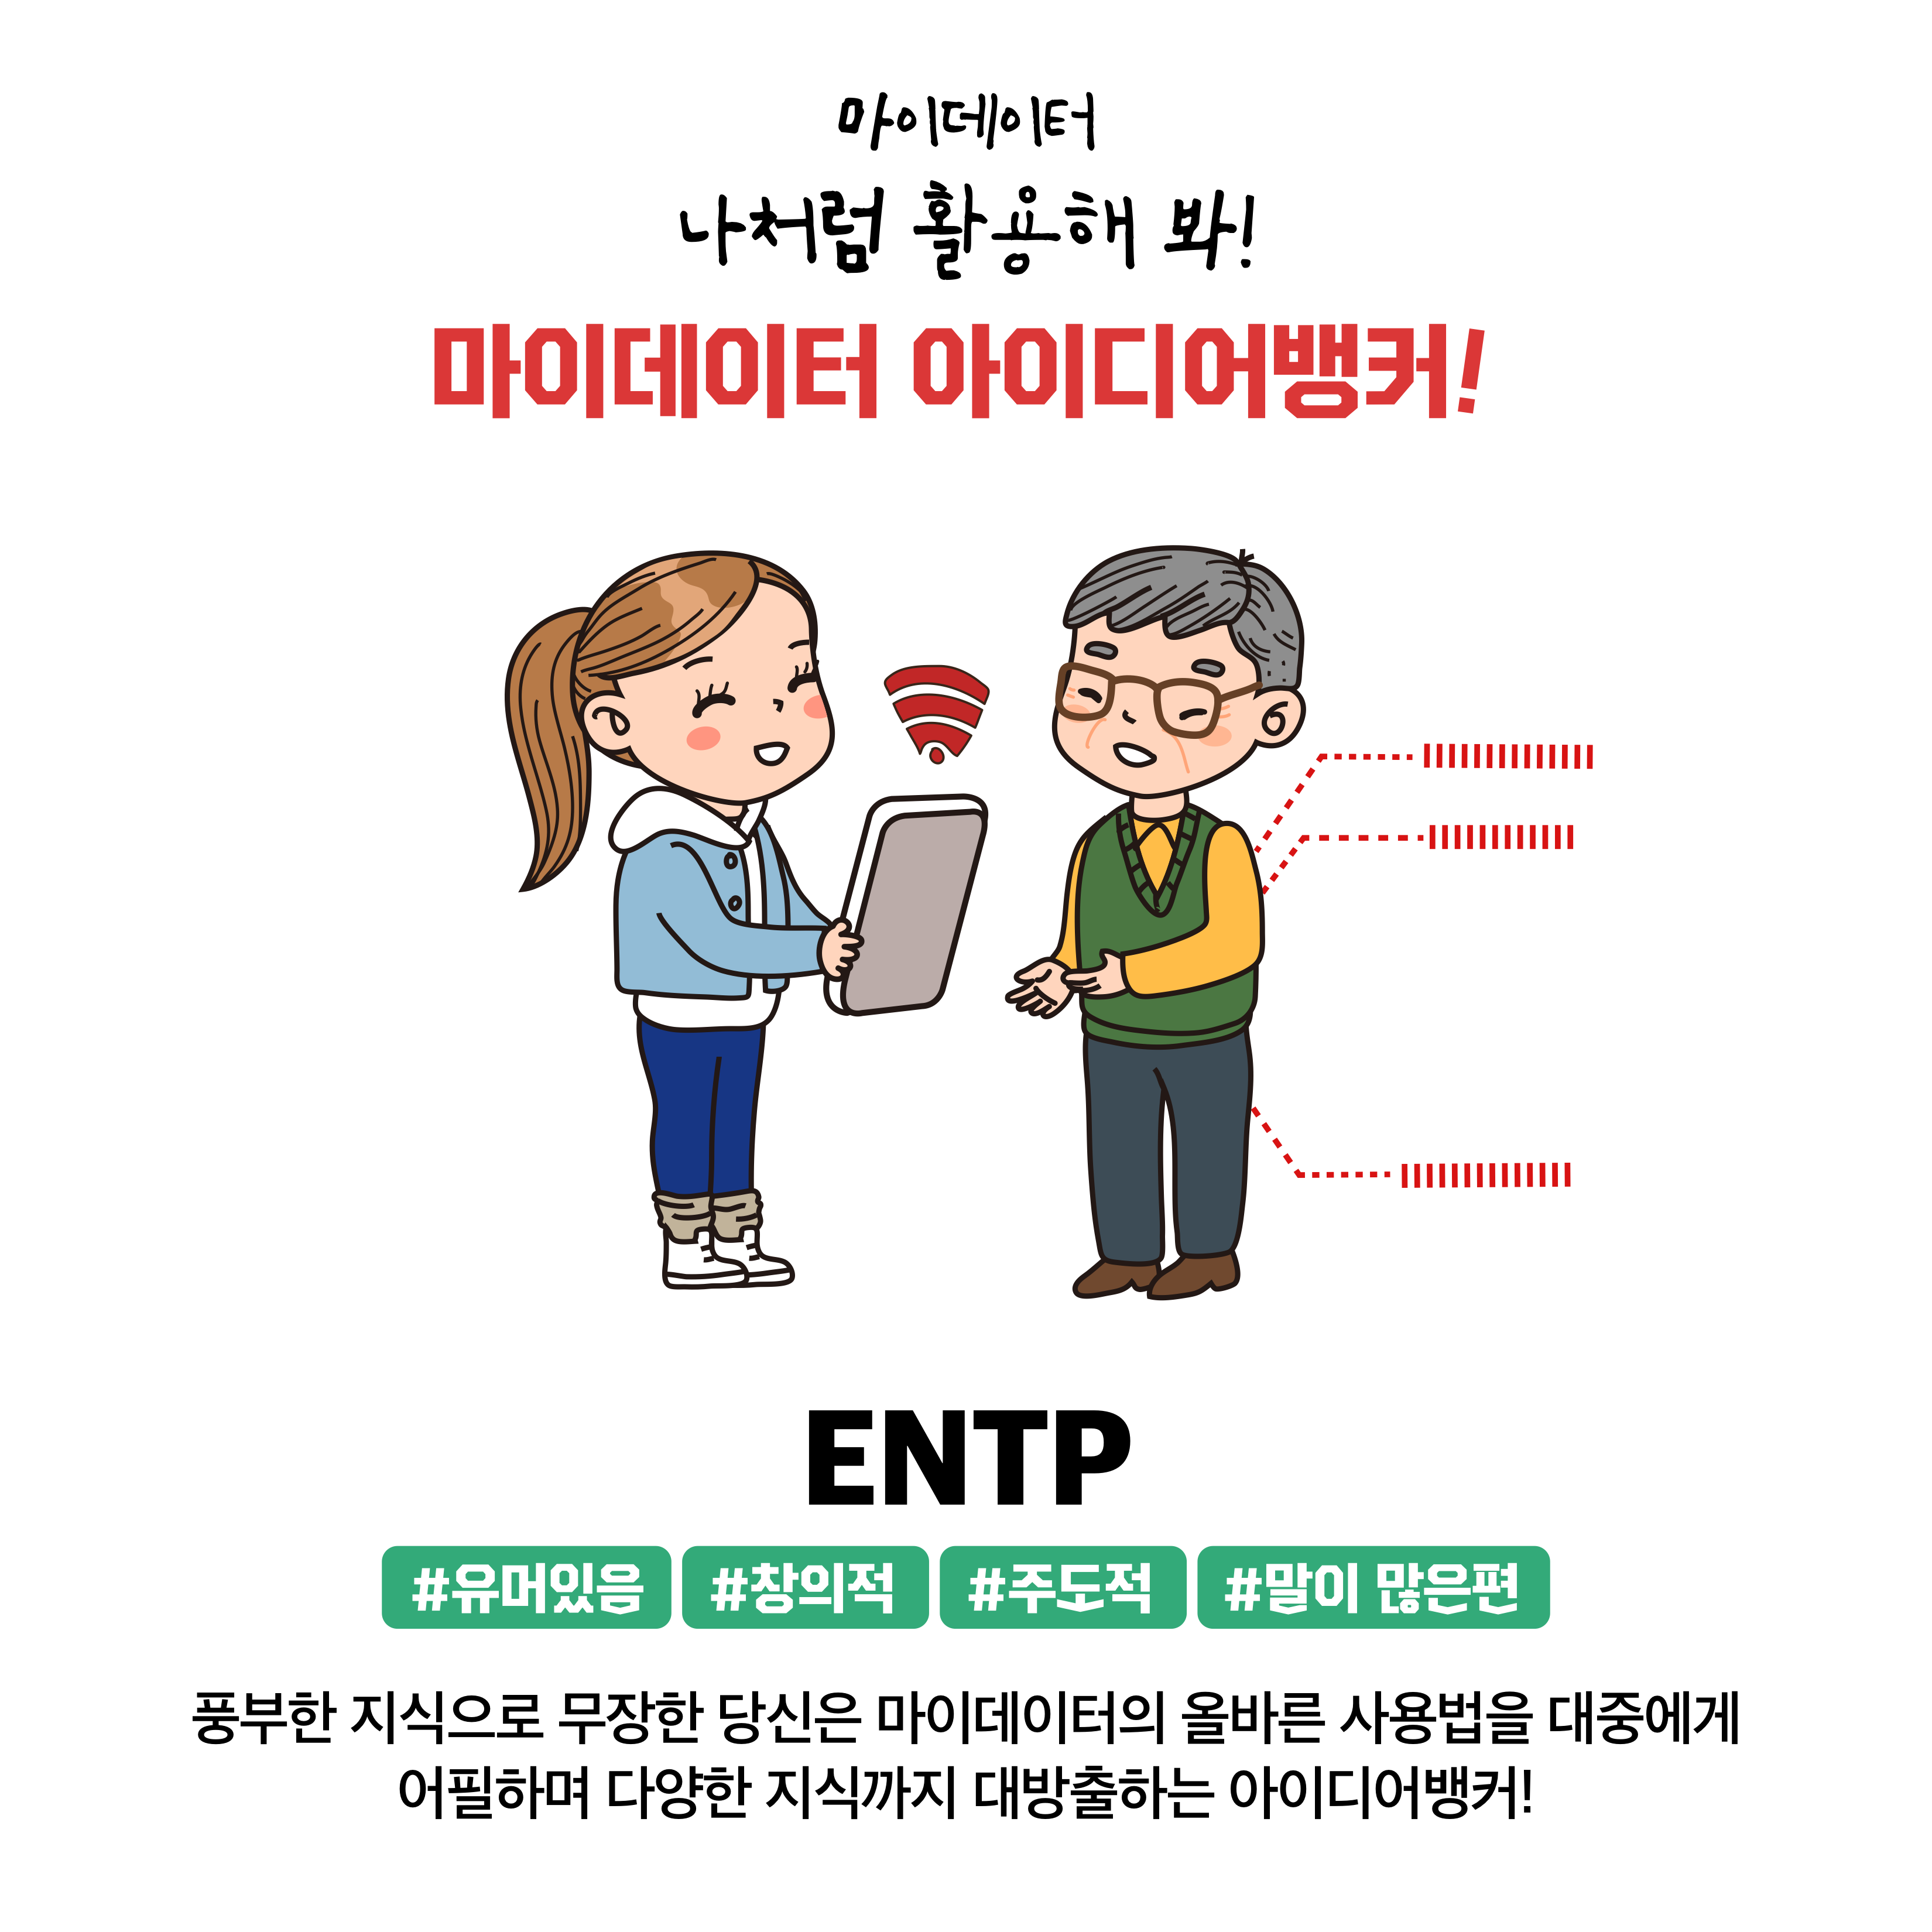 마이데이터
나처럼 활용해 봐!
마이데이터 아이디어뱅커!
ENTP
#유머있음 #창의적 #주도적 #말이 많은편
풍부한 지식으로 무장한 당신은 마이데이터의 올바른 사용법을 대중에게
어필하며 다양한 지식까지 대방출하는 아이디어뱅커!